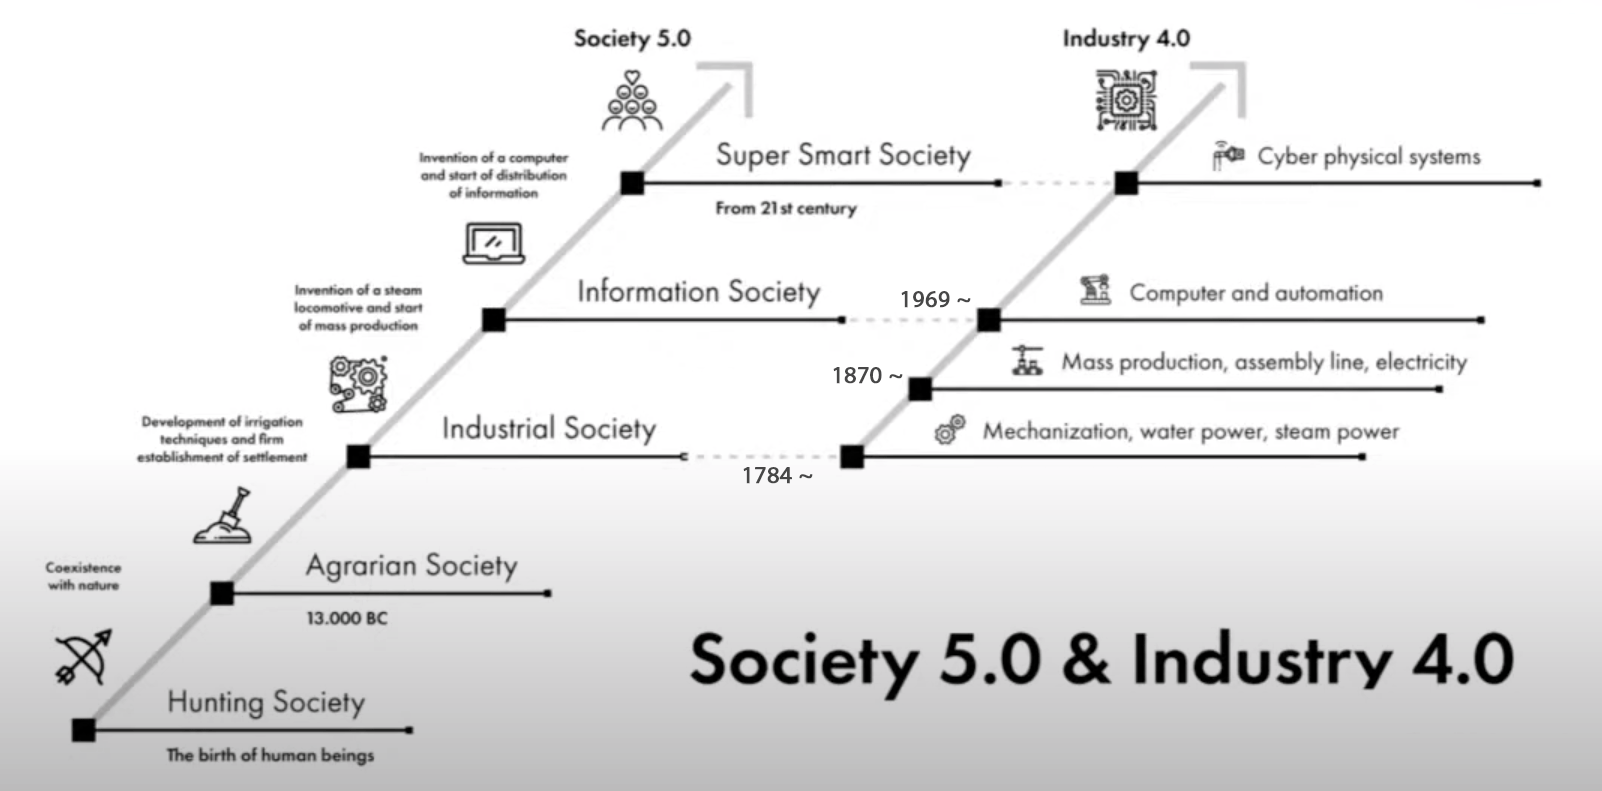 Society 5.0
Industry 4.0
Invention of a computer
and start of distribution
of information
Super Smart Society
From 21st century
Cyber physical systems
Invention of a steam
locomotive and start
of mass production
Information Society
1969 ~
Computer and automation
1870 ~
Mass production, assembly line, electricity
Development of irrigation
techniques and firm
establishment of settlement
Industrial Society
1784 ~
Mechanization, water power, steam power
Coexistence
with nature
Agrarian Society
13.000 BC
Society 5.0 & Industry 4.0
Hunting Society
The birth of human beings